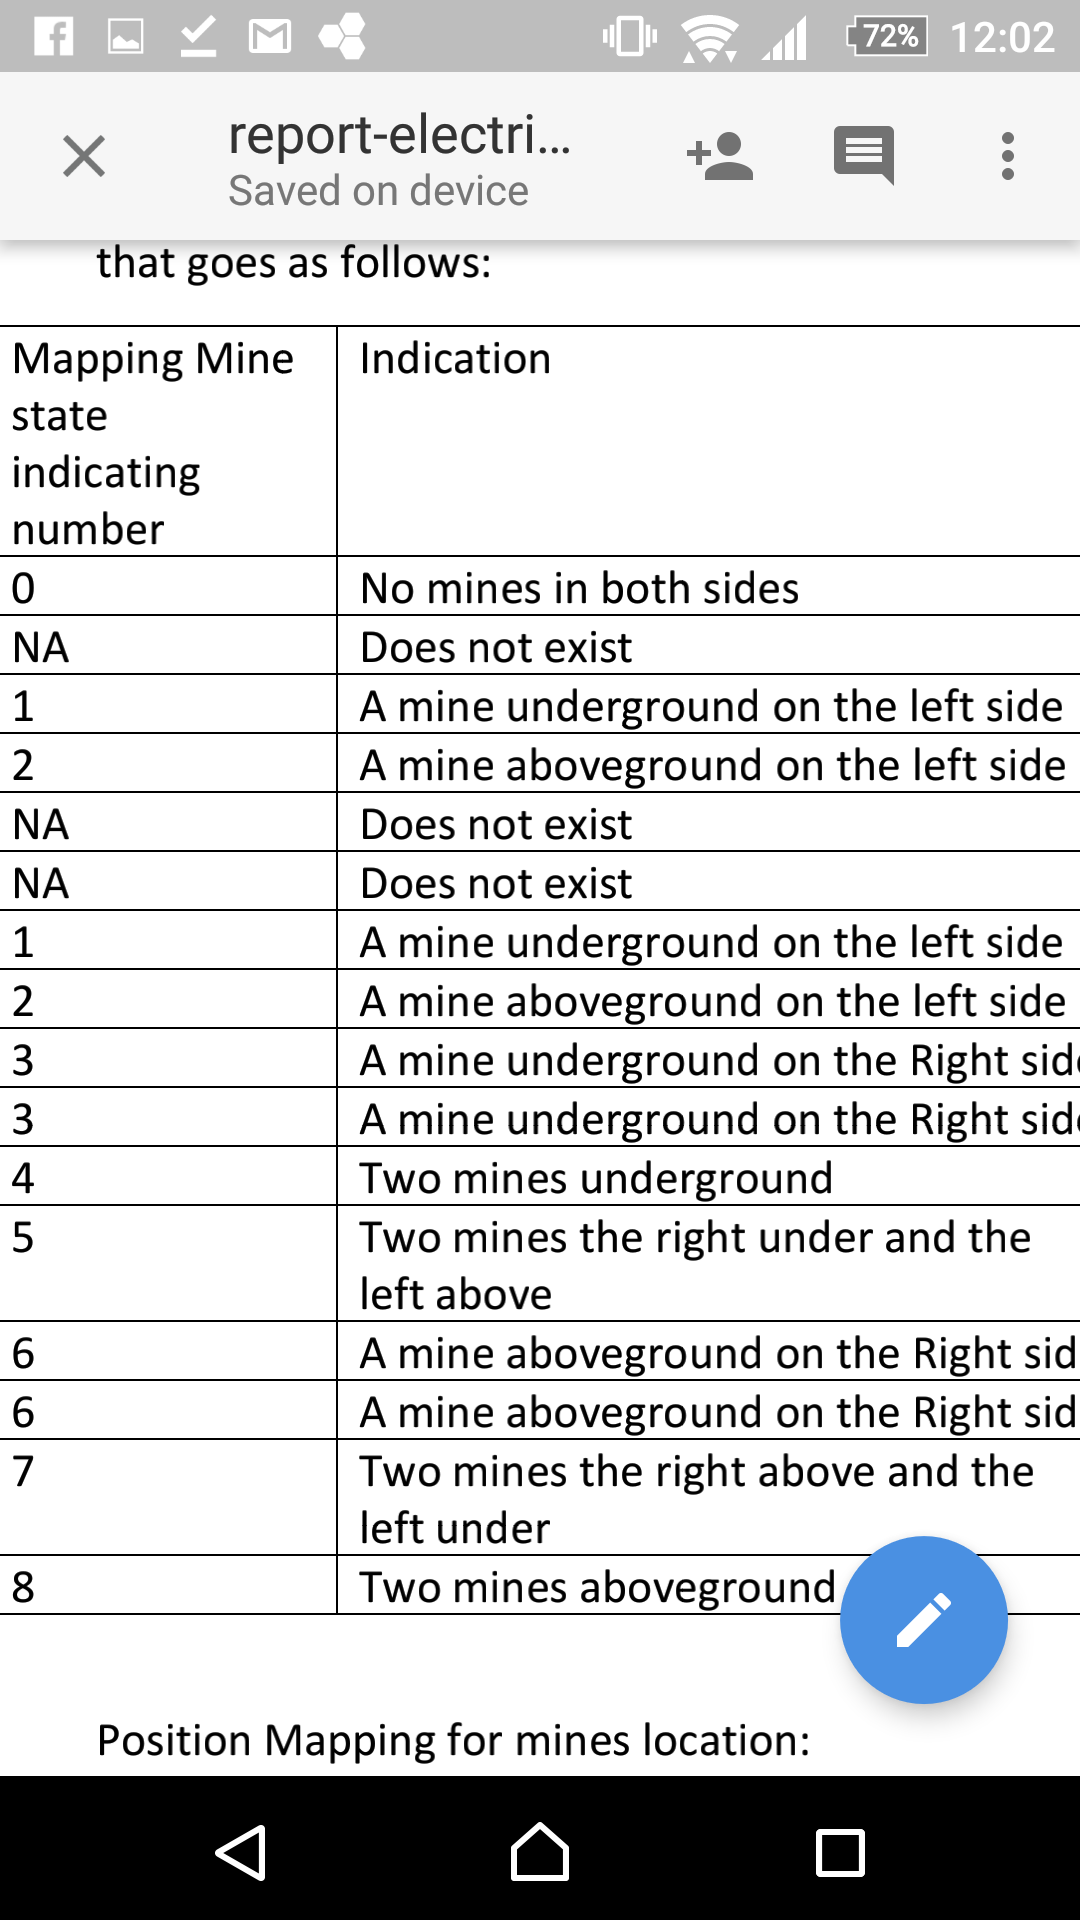 72% 12:02
report-electri...
Saved on device
that goes as follows:
Mapping Mine Indication
state
indicating
number
0 No mines in both sides
NA Does not exist
1 A mine underground on the left side
2 A mine aboveground on the left side
NA Does not exist
NA Does not exist
1 A mine underground on the left side
2 A mine aboveground on the left side
3 A mine underground on the Right side
3 A mine underground on the Right side
4 Two mines underground
5 Two mines the right under and the
left above
6 A mine aboveground on the Right sid
6 A mine aboveground on the Right sid
7 Two mines the right above and the
left under
8 Two mines aboveground
Position Mapping for mines location: